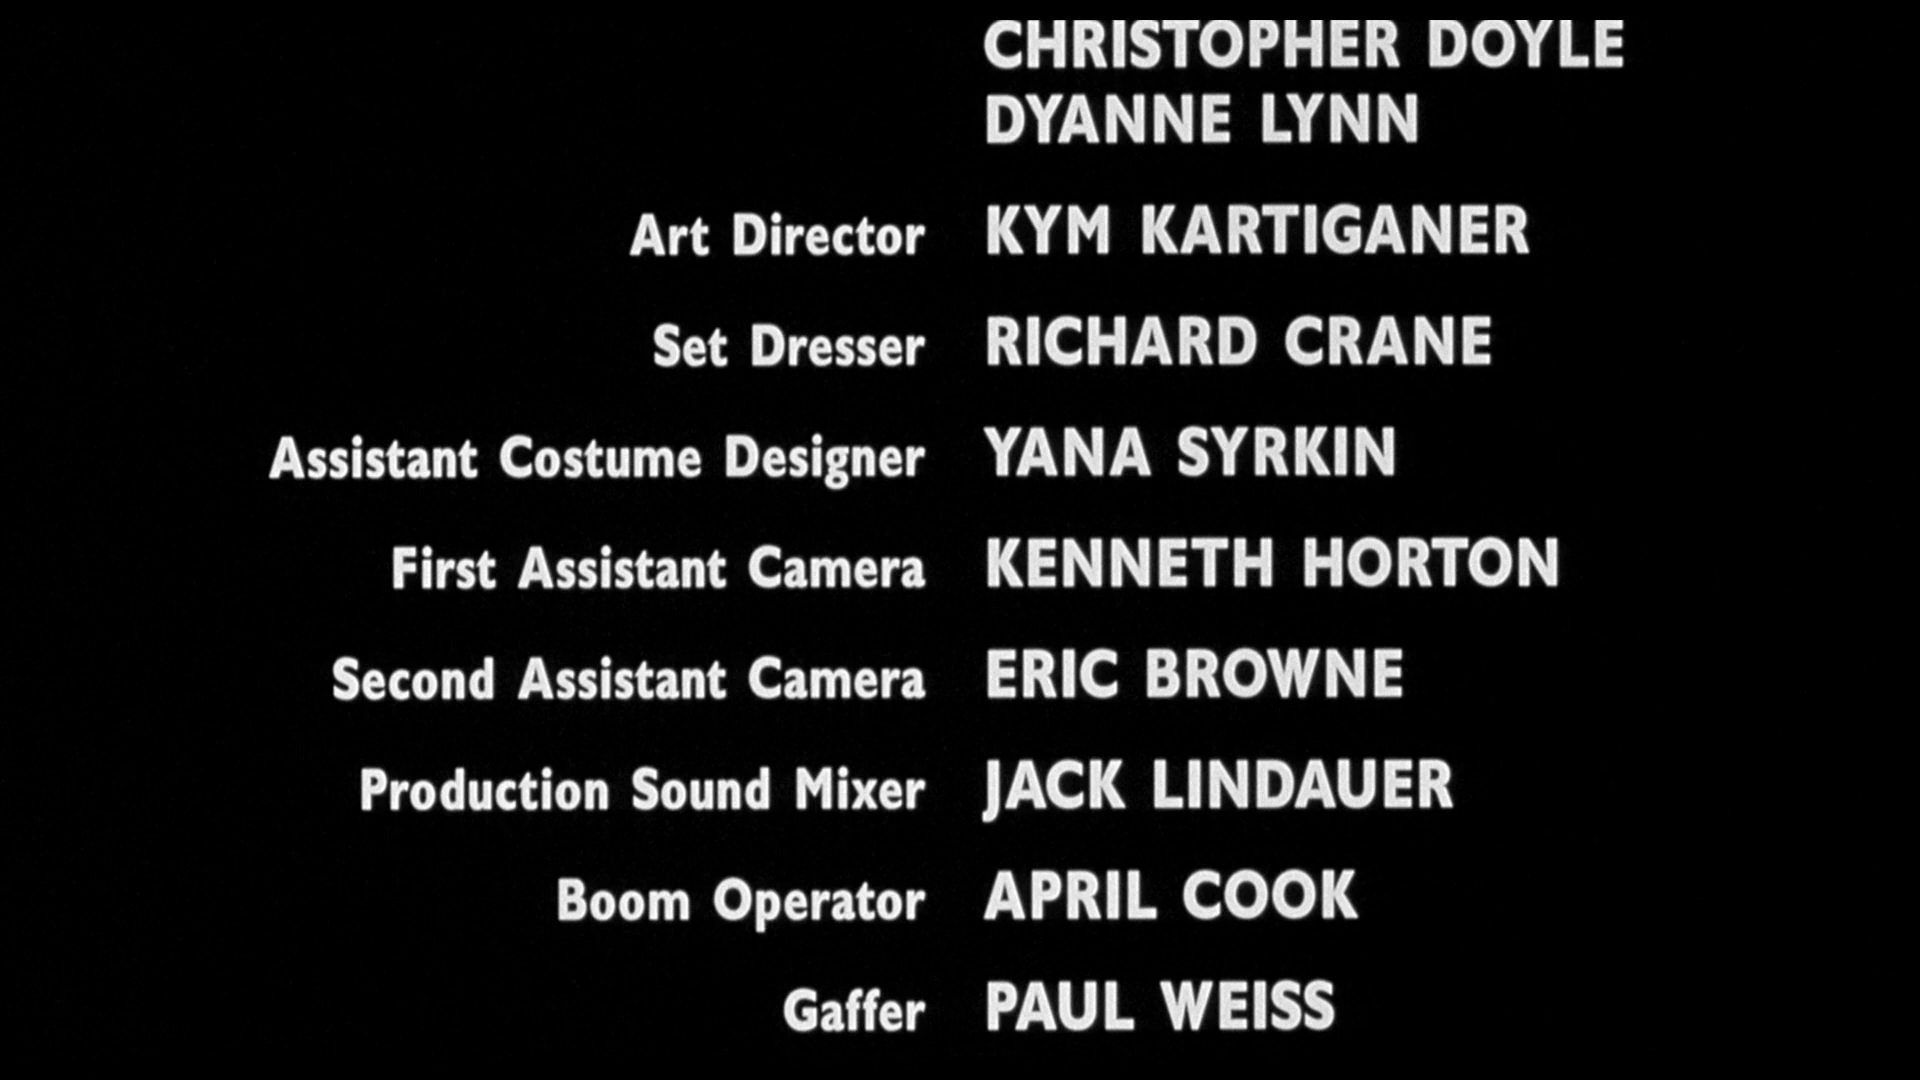 CHRISTOPHER DOYLE
DYANNE LYNN
Art Director KYM KARTIGANER
Set Dresser RICHARD CRANE
Assistant Costume Designer YANA SYRKIN
First Assistant Camera KENNETH HORTON
Second Assistant Camera ERIC BROWNE
Production Sound Mixer JACK LINDAUER
Boom Operator APRIL COOK
Gaffer PAUL WEISS